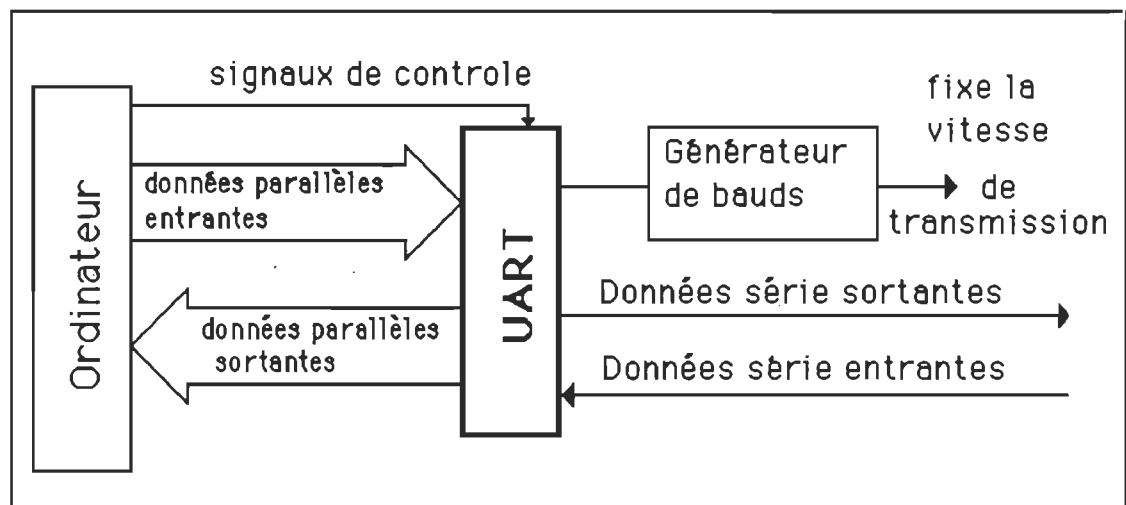 signaux de controle
fixe la
vitesse
de
transmission
Générateur
de bauds
données parallèles
entrantes
Ordinateur
UART
Données série sortantes
données parallèles
sortantes
Données série entrantes